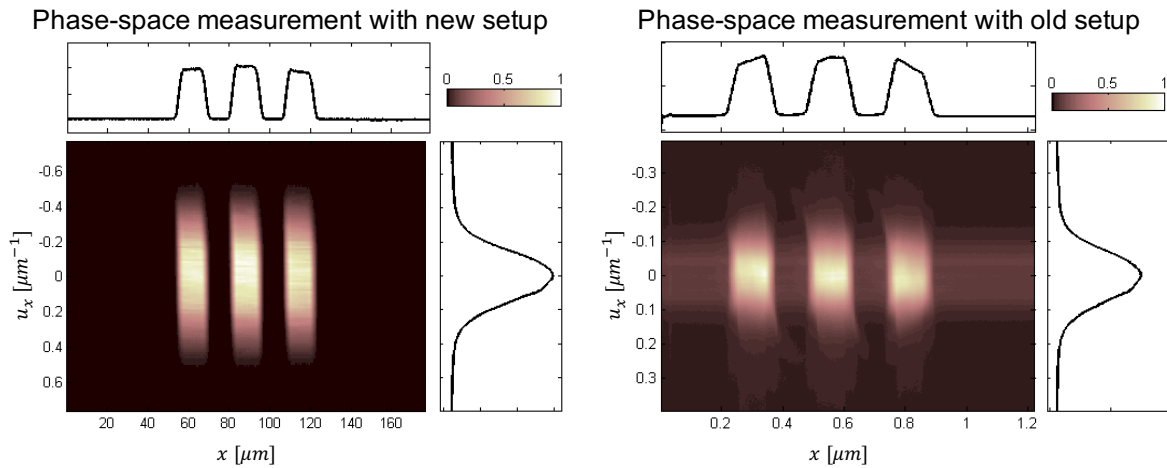 Phase-space measurement with new setup
Phase-space measurement with old setup
0 0.5 1
0 0.5 1
-0.6
-0.4
-0.2
0
0.2
0.4
0.6
u_x [μm⁻¹]
20 40 60 80 100 120 140 160
x [μm]
-0.3
-0.2
-0.1
0
0.1
0.2
0.3
u_x [μm⁻¹]
0.2 0.4 0.6 0.8 1 1.2
x [μm]